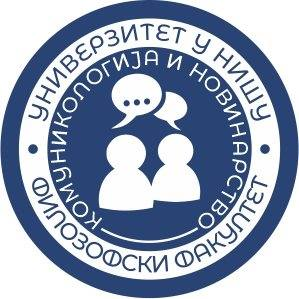 УНИВЕРЗИТЕТ У НИШУ
ФИЛОЗОФСКИ ФАКУЛТЕТ
КОМУНИКОЛОГИЈА И НОВИНАРСТВО